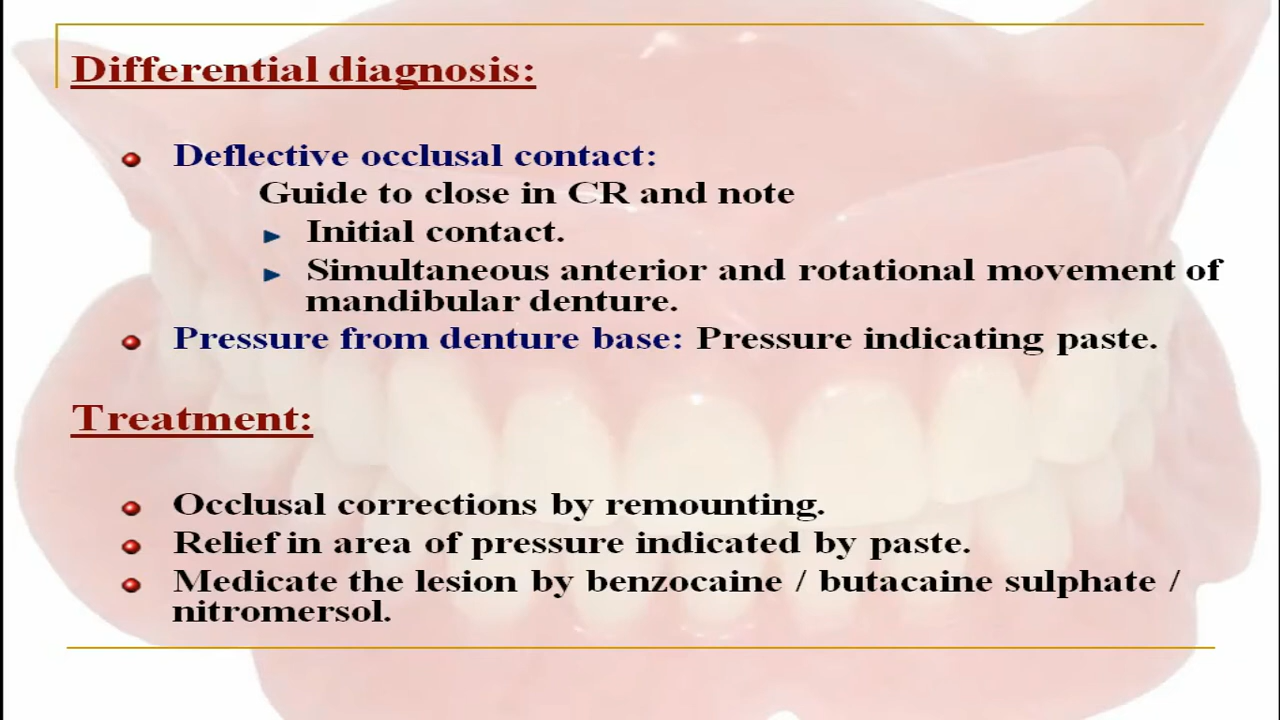 Differential diagnosis:
Deflective occlusal contact:
Guide to close in CR and note
Initial contact.
Simultaneous anterior and rotational movement of
mandibular denture.
Pressure from denture base: Pressure indicating paste.
Treatment:
Occlusal corrections by remounting.
Relief in area of pressure indicated by paste.
Medicate the lesion by benzocaine / butacaine sulphate /
nitromersol.